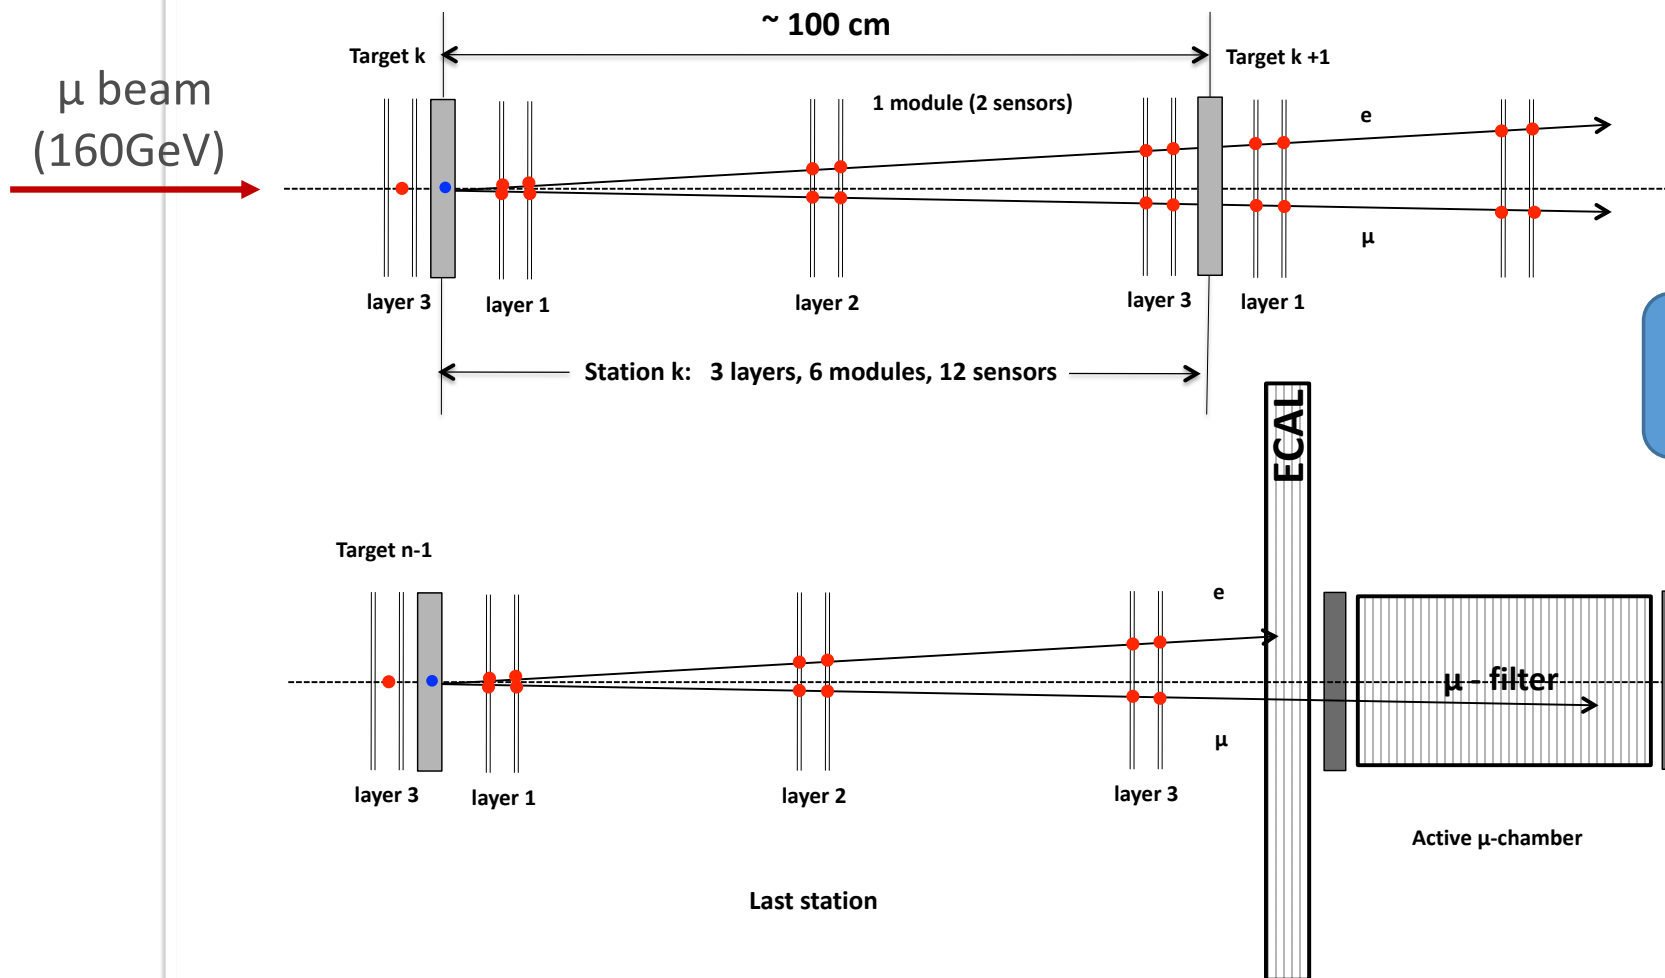 ~ 100 cm
Target k
Target k +1
µ beam
(160GeV)
1 module (2 sensors)
e
µ
layer 3
layer 1
layer 2
layer 3
layer 1
Station k: 3 layers, 6 modules, 12 sensors
ECAL
Target n-1
e
µ - filter
µ
layer 3
layer 1
layer 2
layer 3
Active µ-chamber
Last station